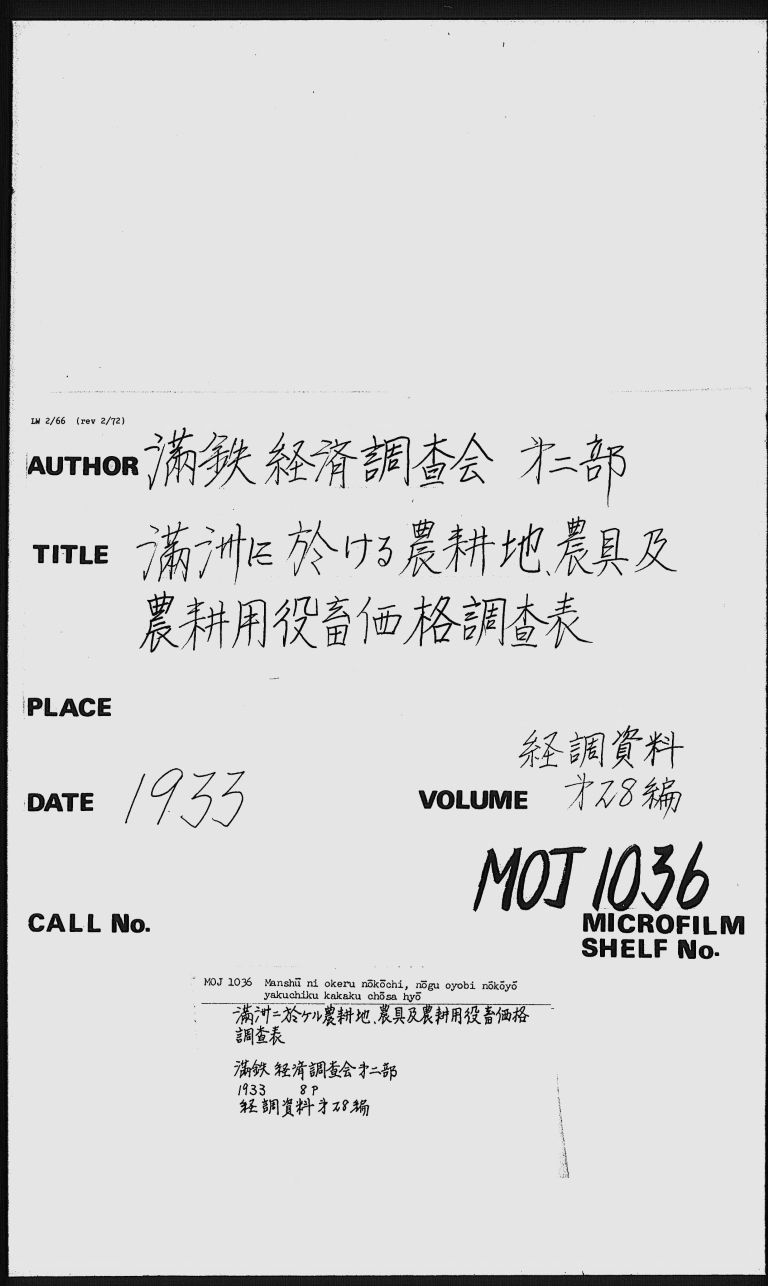 LW 2/66 (rev 2/72)
AUTHOR 満鉄経済調査会 才二部
TITLE 満洲に於ける農耕地、農具及
農耕用役畜価格調査表
PLACE
経調資料
DATE 1933 VOLUME 才28編
MOJ 1036
CALL No. MICROFILM
SHELF No.
MOJ 1036 Manshū ni okeru nōkōchi, nōgu oyobi nōkōyō
yakuchiku kakaku chōsa hyō
満洲ニ於ケル農耕地、農具及農耕用役畜価格
調査表
満鉄経済調査会才二部
1933 8P
経調資料才28編